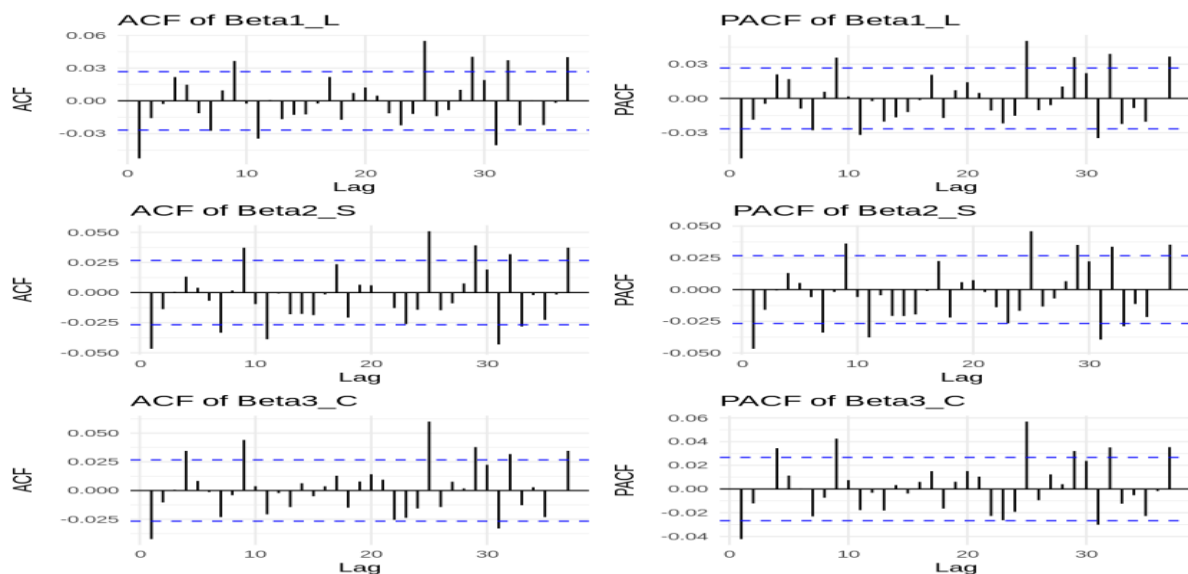 ACF of Beta1_L
0.06
0.03
0.00
-0.03
ACF
0
10
20
30
Lag
PACF of Beta1_L
0.03
0.00
-0.03
PACF
0
10
20
30
Lag
ACF of Beta2_S
0.050
0.025
0.000
-0.025
-0.050
ACF
0
10
20
30
Lag
PACF of Beta2_S
0.050
0.025
0.000
-0.025
-0.050
PACF
0
10
20
30
Lag
ACF of Beta3_C
0.050
0.025
0.000
-0.025
ACF
0
10
20
30
Lag
PACF of Beta3_C
0.06
0.04
0.02
0.00
-0.02
-0.04
PACF
0
10
20
30
Lag